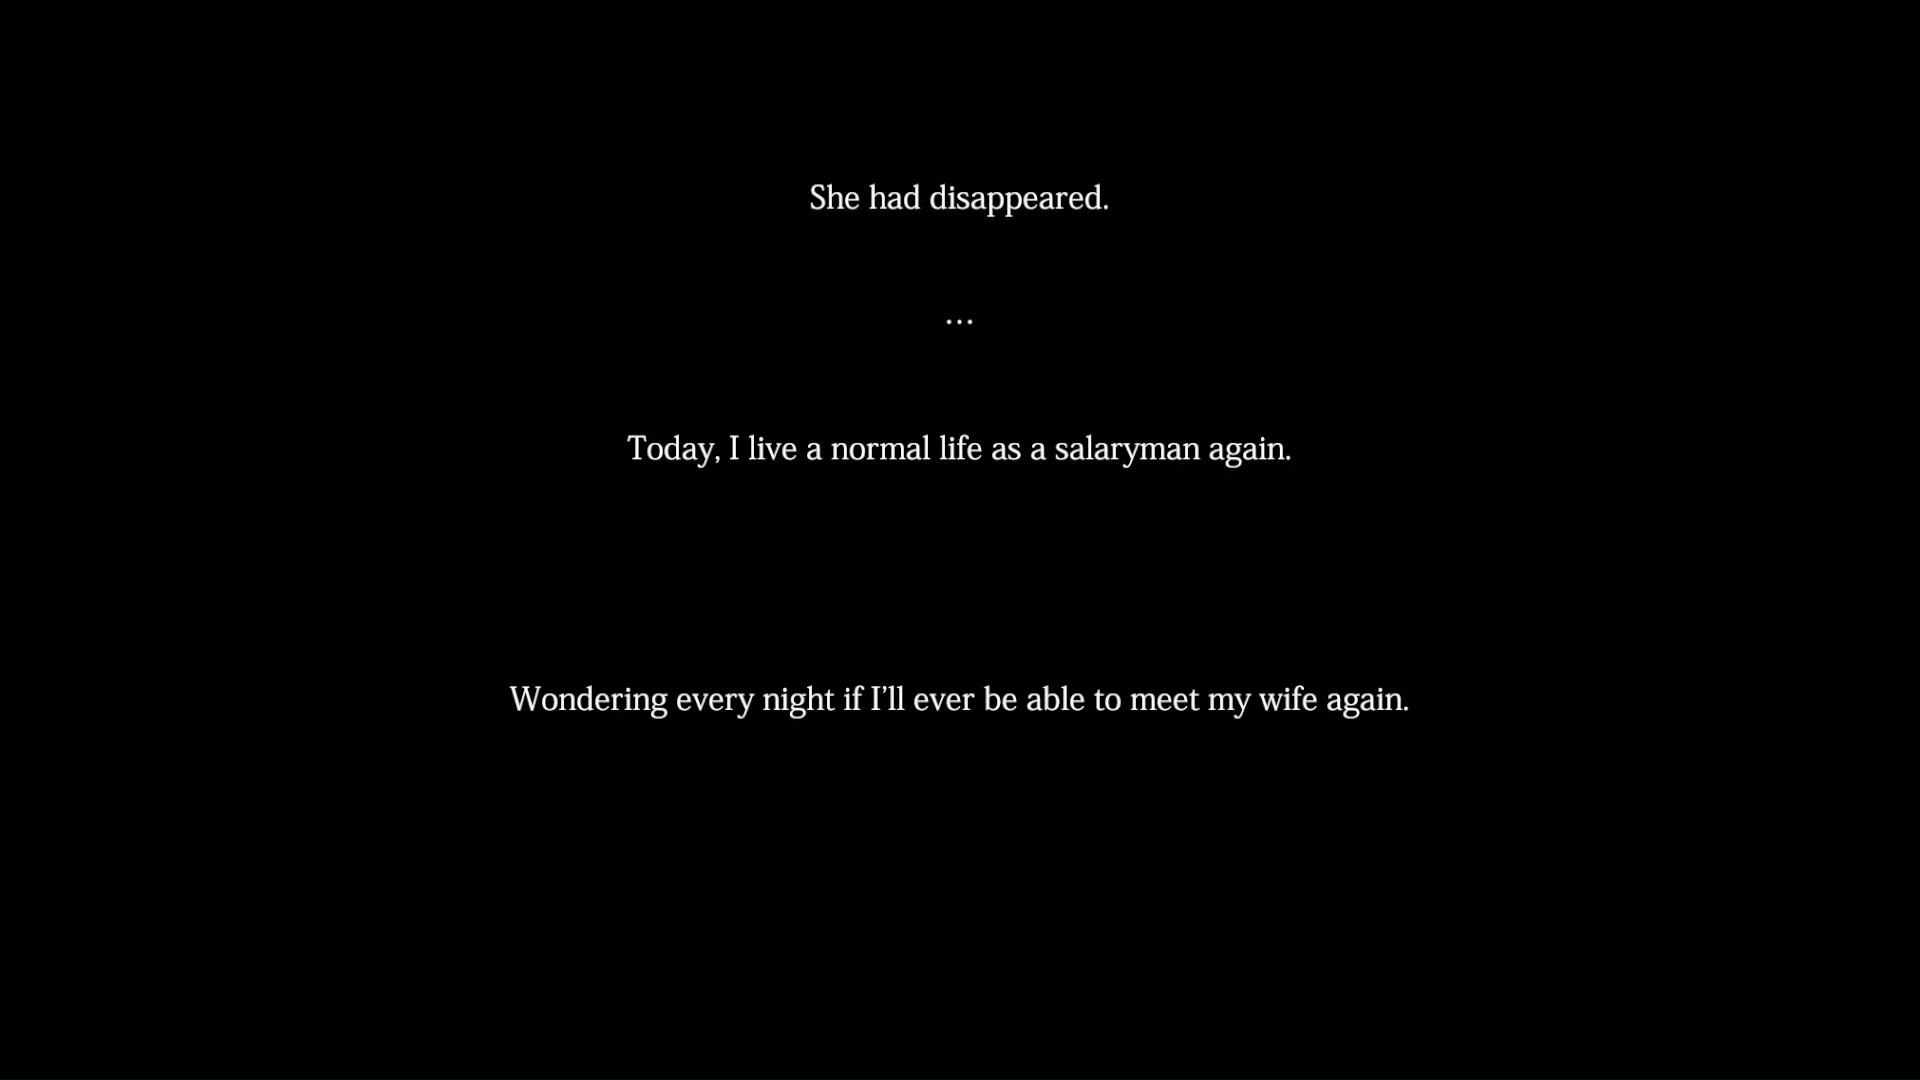 She had disappeared.
...
Today, I live a normal life as a salaryman again.
Wondering every night if I’ll ever be able to meet my wife again.